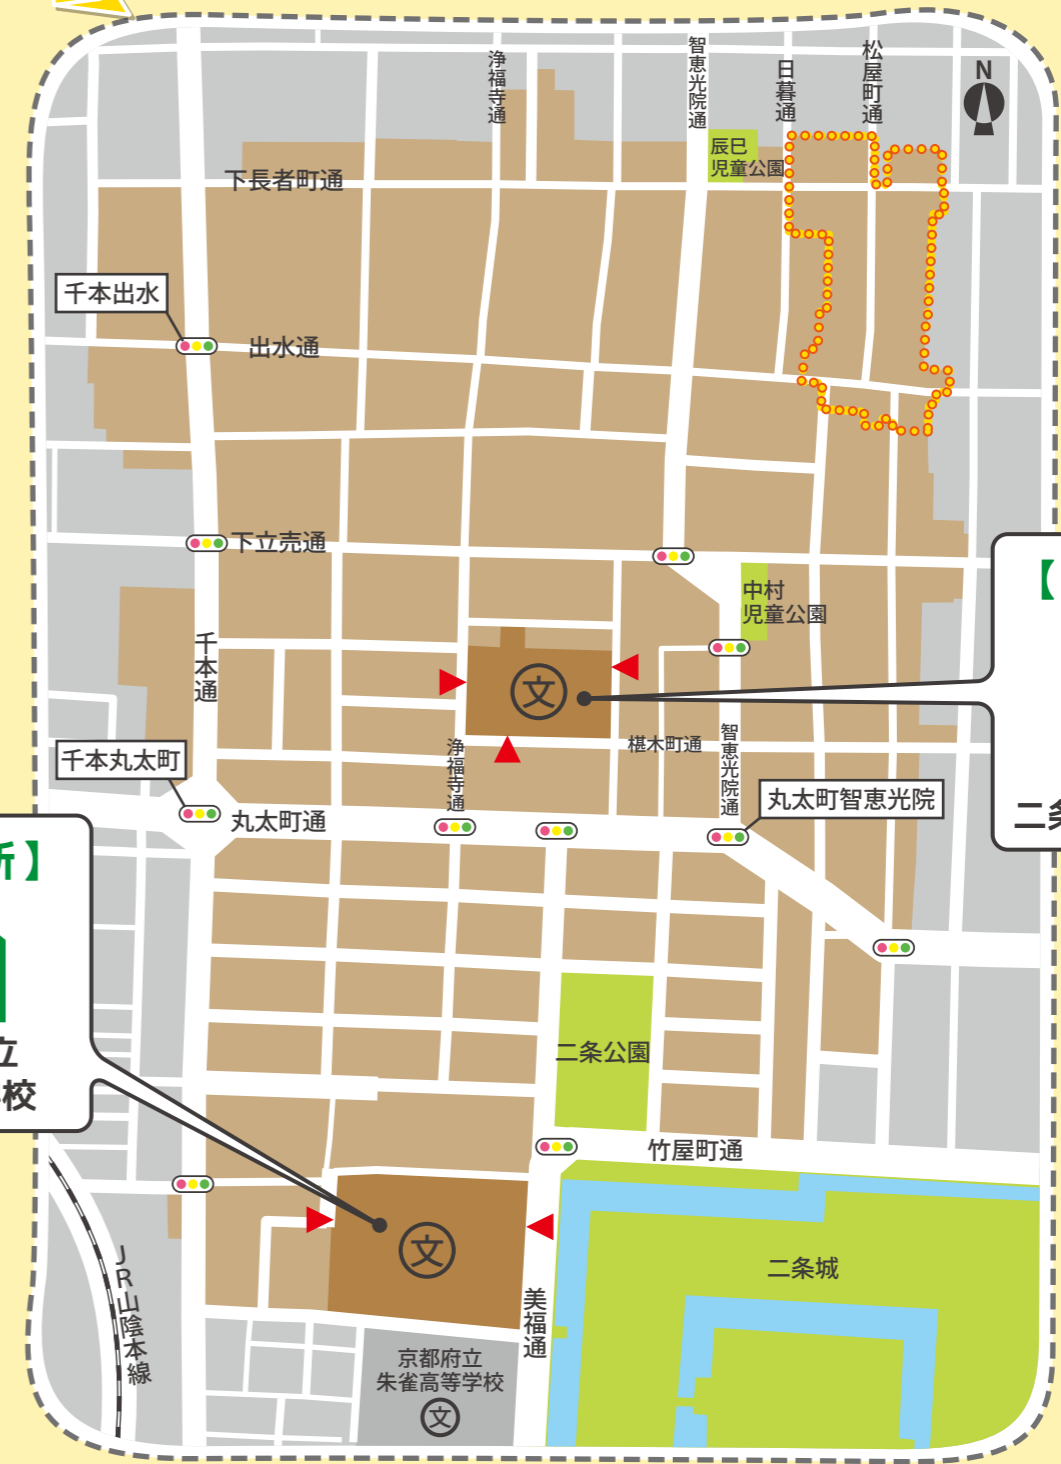 浄福寺通
智恵光院通
日暮通
松屋町通
N
辰巳
児童公園
下長者町通
千本出水
出水通
下立売通
中村
児童公園
【
千本通
文
椹木町通
浄福寺通
智恵光院通
千本丸太町
丸太町通
丸太町智恵光院
二条
所】
立
校
二条公園
竹屋町通
文
二条城
美福通
JR山陰本線
京都府立
朱雀高等学校
文